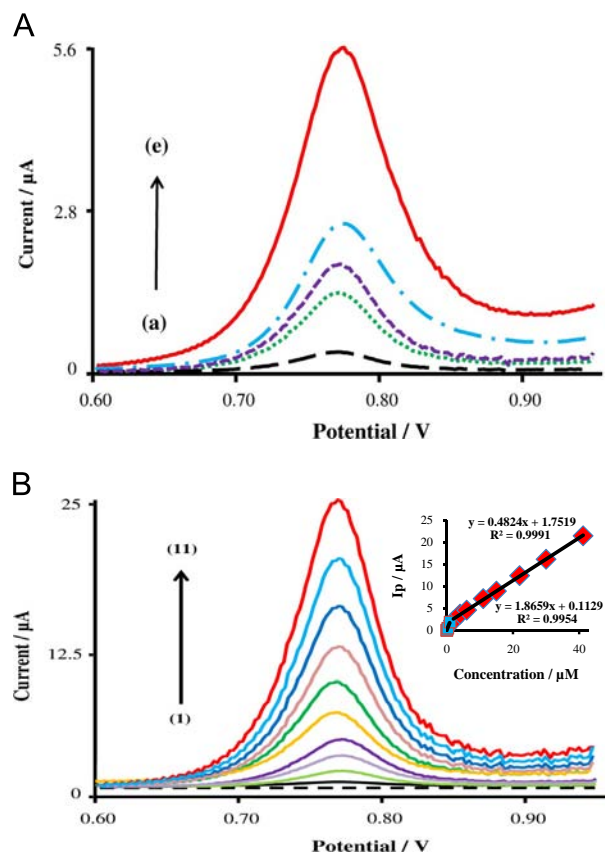 A
5.6
(e)
2.8
Current / µA
(a)
0
0.60 0.70 0.80 0.90
Potential / V
B
25
(11)
12.5
Current / µA
(1)
0
0.60 0.70 0.80 0.90
Potential / V
25
20
15
10
5
0
Ip / µA
y = 0.4824x + 1.7519
R² = 0.9991
y = 1.8659x + 0.1129
R² = 0.9954
0 20 40
Concentration / µM